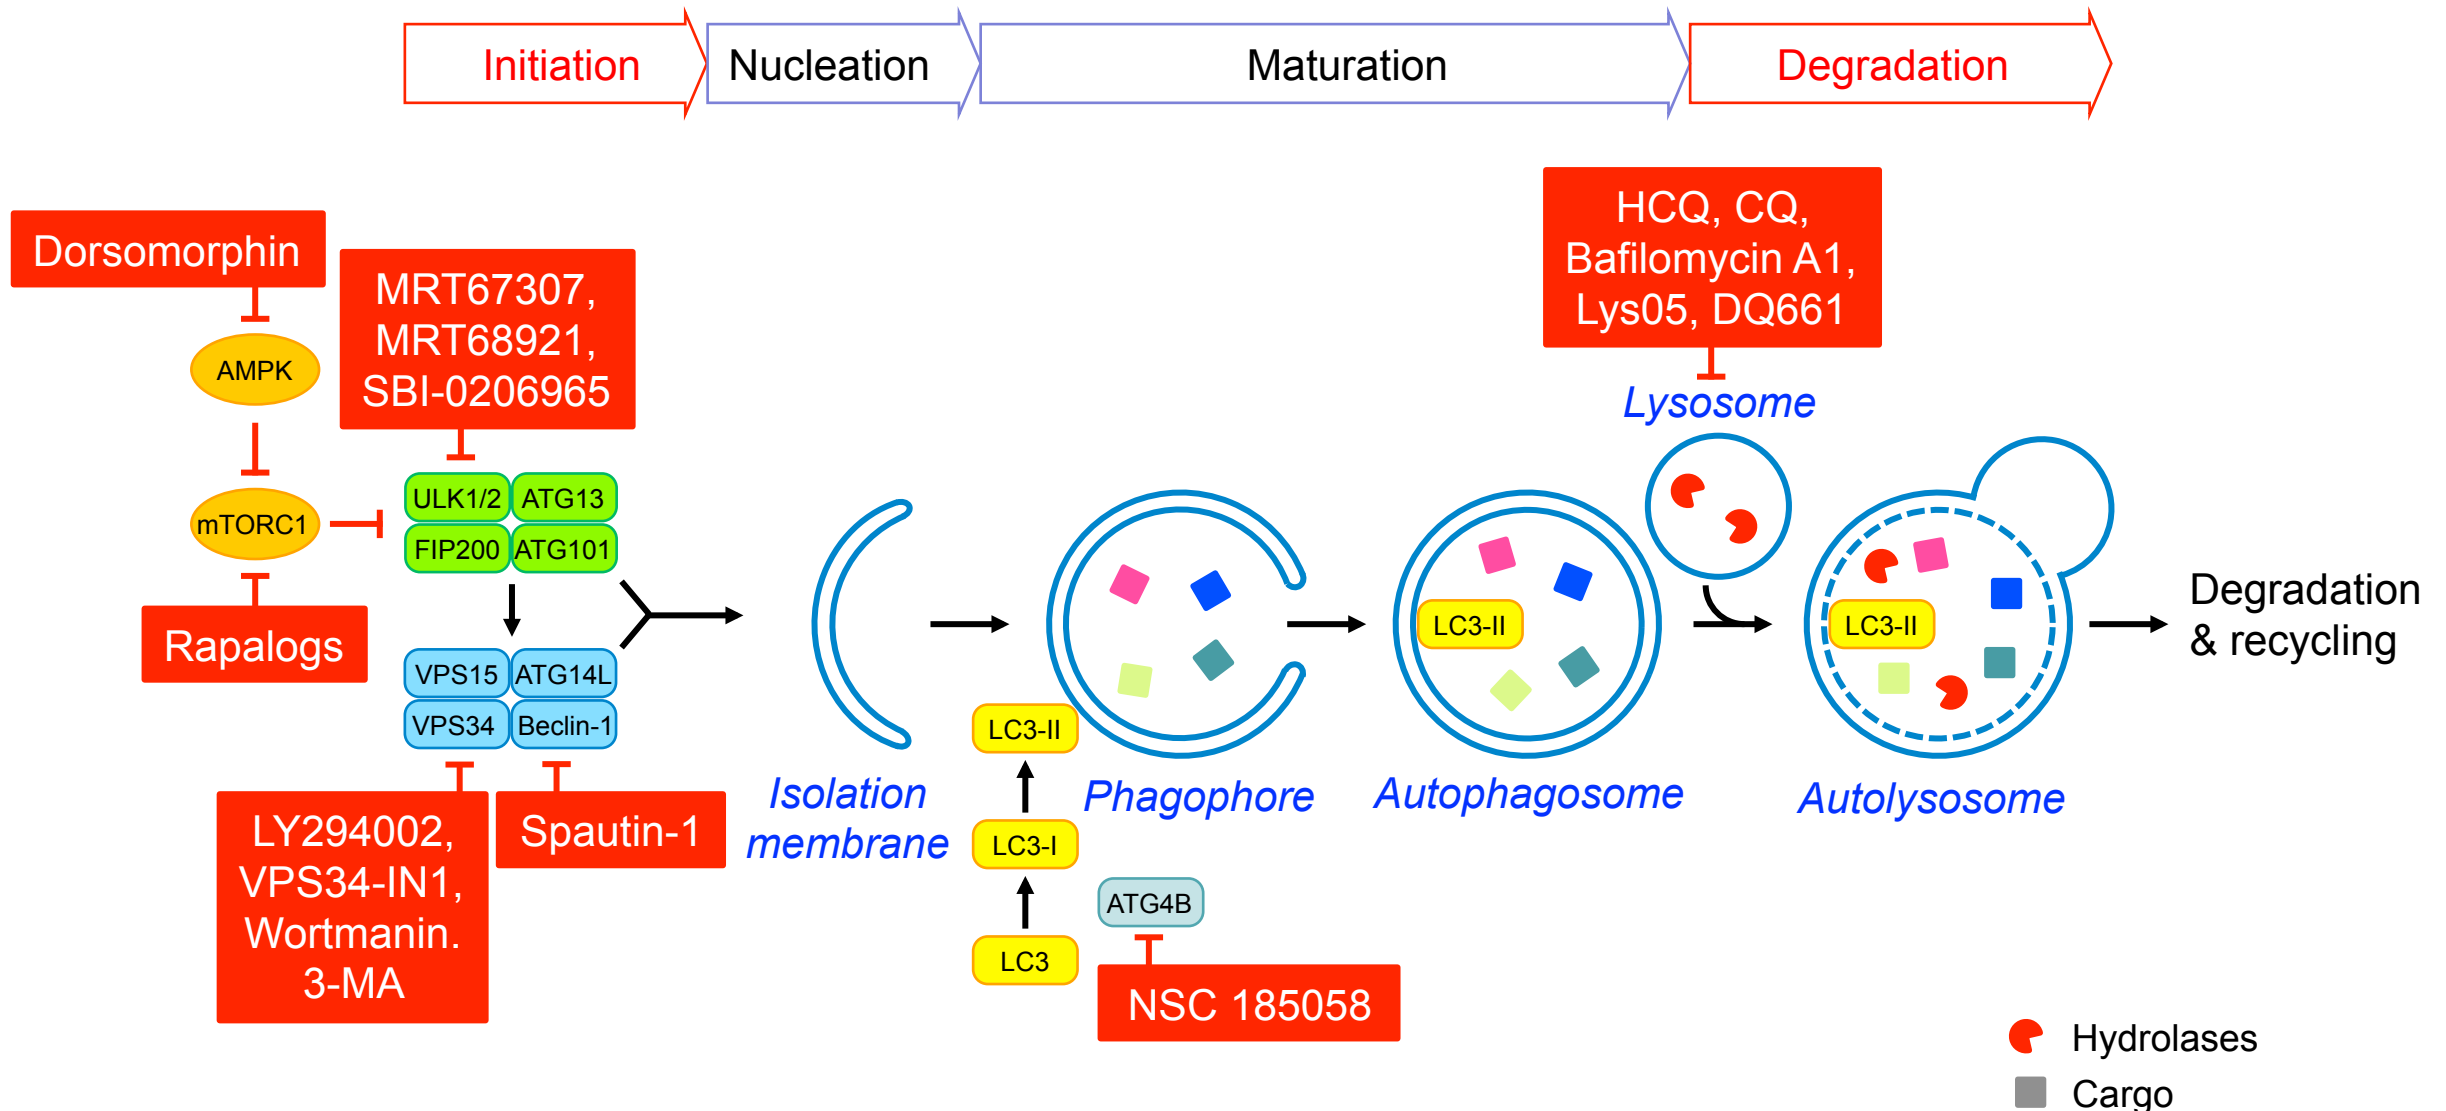 Initiation
Nucleation
Maturation
Degradation
Dorsomorphin
AMPK
mTORC1
Rapalogs
MRT67307,
MRT68921,
SBI-0206965
ULK1/2
ATG13
FIP200
ATG101
VPS15
ATG14L
VPS34
Beclin-1
LY294002,
VPS34-IN1,
Wortmanin.
3-MA
Spautin-1
Isolation
membrane
LC3-II
LC3-I
LC3
ATG4B
NSC 185058
Phagophore
LC3-II
Autophagosome
HCQ, CQ,
Bafilomycin A1,
Lys05, DQ661
Lysosome
LC3-II
Autolysosome
Degradation
& recycling
Hydrolases
Cargo